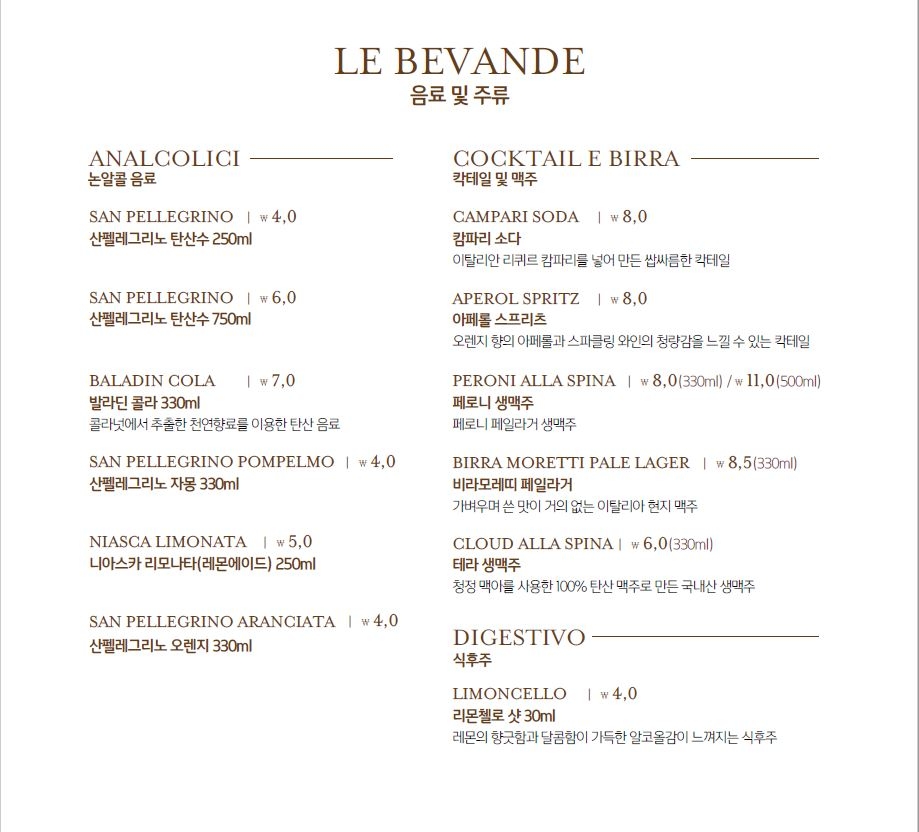 LE BEVANDE
음료 및 주류
ANALCOLICI
논알콜 음료
SAN PELLEGRINO | ₩ 4,0
산펠레그리노 탄산수 250ml
SAN PELLEGRINO | ₩ 6,0
산펠레그리노 탄산수 750ml
BALADIN COLA | ₩ 7,0
발라딘 콜라 330ml
콜라넛에서 추출한 천연향료를 이용한 탄산 음료
SAN PELLEGRINO POMPELMO | ₩ 4,0
산펠레그리노 자몽 330ml
NIASCA LIMONATA | ₩ 5,0
니아스카 리모나타(레몬에이드) 250ml
SAN PELLEGRINO ARANCIATA | ₩ 4,0
산펠레그리노 오렌지 330ml
COCKTAIL E BIRRA
칵테일 및 맥주
CAMPARI SODA | ₩ 8,0
캄파리 소다
이탈리안 리퀴르 캄파리를 넣어 만든 쌉싸름한 칵테일
APEROL SPRITZ | ₩ 8,0
아페롤 스프리츠
오렌지 향의 아페롤과 스파클링 와인의 청량감을 느낄 수 있는 칵테일
PERONI ALLA SPINA | ₩ 8,0(330ml) / ₩ 11,0(500ml)
페로니 생맥주
페로니 페일라거 생맥주
BIRRA MORETTI PALE LAGER | ₩ 8,5(330ml)
비라모레띠 페일라거
가벼우며 쓴 맛이 거의 없는 이탈리아 현지 맥주
CLOUD ALLA SPINA | ₩ 6,0(330ml)
테라 생맥주
청정 맥아를 사용한 100% 탄산 맥주로 만든 국내산 생맥주
DIGESTIVO
식후주
LIMONCELLO | ₩ 4,0
리몬첼로 샷 30ml
레몬의 향긋함과 달콤함이 가득한 알코올감이 느껴지는 식후주